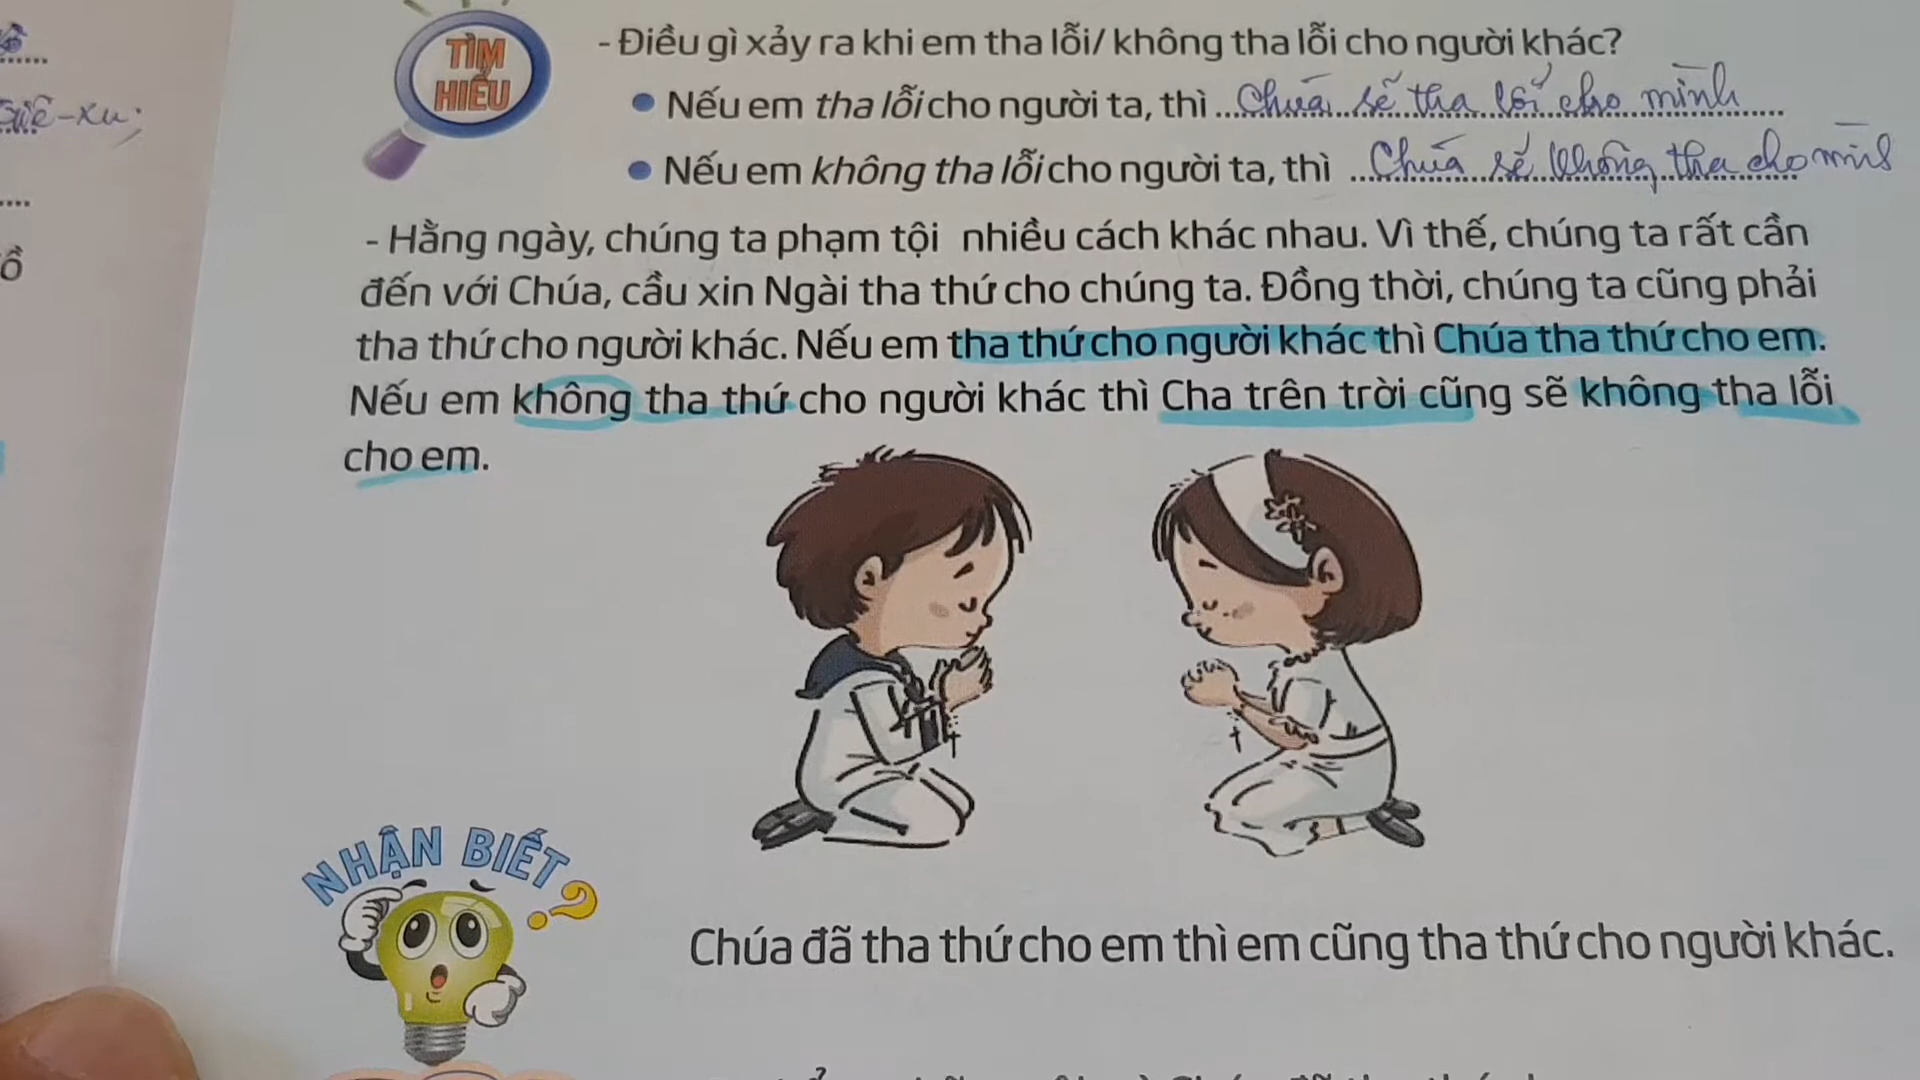 TÌM
HIỂU
- Điều gì xảy ra khi em tha lỗi/ không tha lỗi cho người khác?
Nếu em tha lỗi cho người ta, thì Chúa sẽ tha lỗi cho mình
Nếu em không tha lỗi cho người ta, thì Chúa sẽ không tha cho mình
- Hằng ngày, chúng ta phạm tội nhiều cách khác nhau. Vì thế, chúng ta rất cần
đến với Chúa, cầu xin Ngài tha thứ cho chúng ta. Đồng thời, chúng ta cũng phải
tha thứ cho người khác. Nếu em tha thứ cho người khác thì Chúa tha thứ cho em.
Nếu em không tha thứ cho người khác thì Cha trên trời cũng sẽ không tha lỗi
cho em.
NHẬN BIẾT ?
Chúa đã tha thứ cho em thì em cũng tha thứ cho người khác.